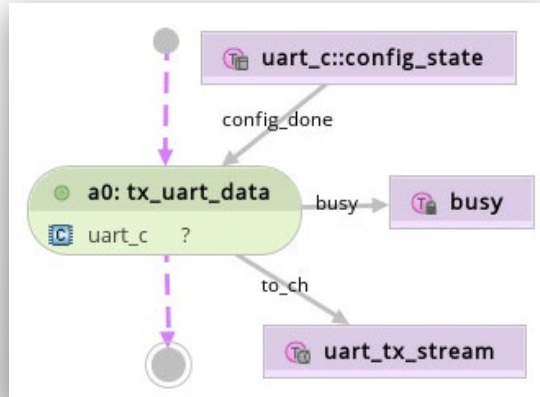 uart_c::config_state
config_done
a0: tx_uart_data
uart_c ?
busy
busy
to_ch
uart_tx_stream